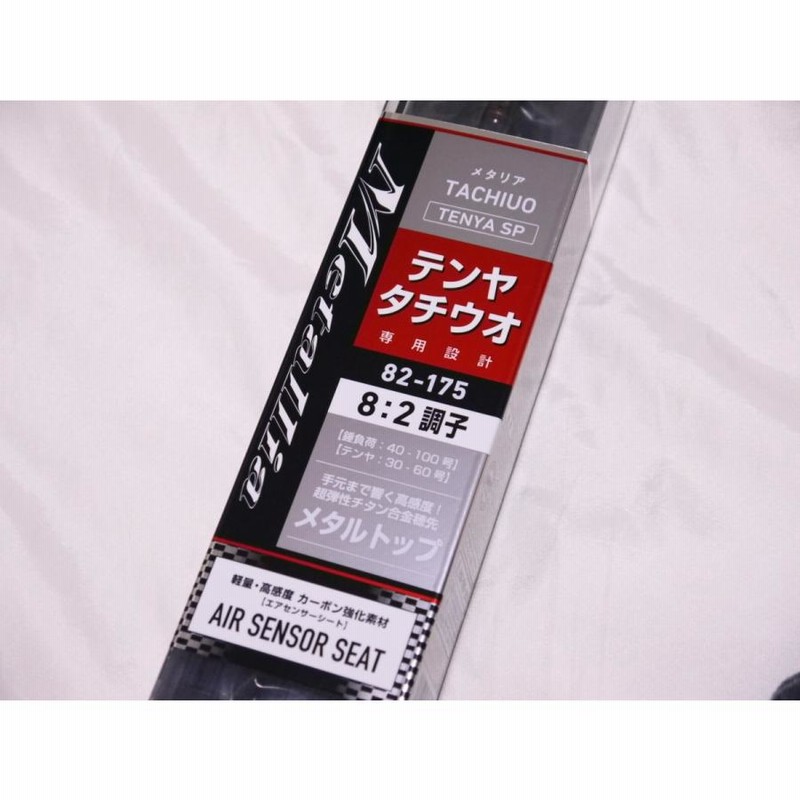 Metallia
メタリア
TACHIUO
TENYA SP
テンヤ
タチウオ
専用設計
82-175
8:2調子
【錘負荷:40-100号】
【テンヤ:30-60号】
手元まで響く高感度!
超弾性チタン合金穂先
メタルトップ
軽量・高感度 カーボン強化素材
[エアセンサーシート]
AIR SENSOR SEAT